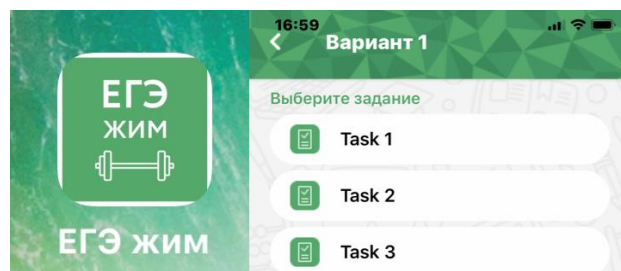 ЕГЭ
ЖИМ
ЕГЭ жим
16:59
Вариант 1
Выберите задание
Task 1
Task 2
Task 3